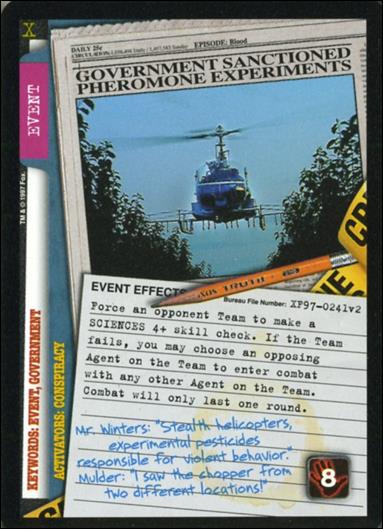 X
EVENT
DAILY 25¢ EPISODE: Blood
GOVERNMENT SANCTIONED
PHEROMONE EXPERIMENTS
TM & © 1997 Fox.
CRI
EVENT EFFECTS
TRUTH
Bureau File Number: XF97-0241v2
Force an opponent Team to make a
SCIENCES 4+ skill check. If the Team
fails, you may choose an opposing
Agent on the Team to enter combat
with any other Agent on the Team.
Combat will only last one round.
Mr. Winters: "Stealth helicopters,
experimental pesticides
responsible for violent behavior."
Mulder: "I saw the chopper from
two different locations!"
8
KEYWORDS: EVENT, GOVERNMENT
ACTIVATORS: CONSPIRACY